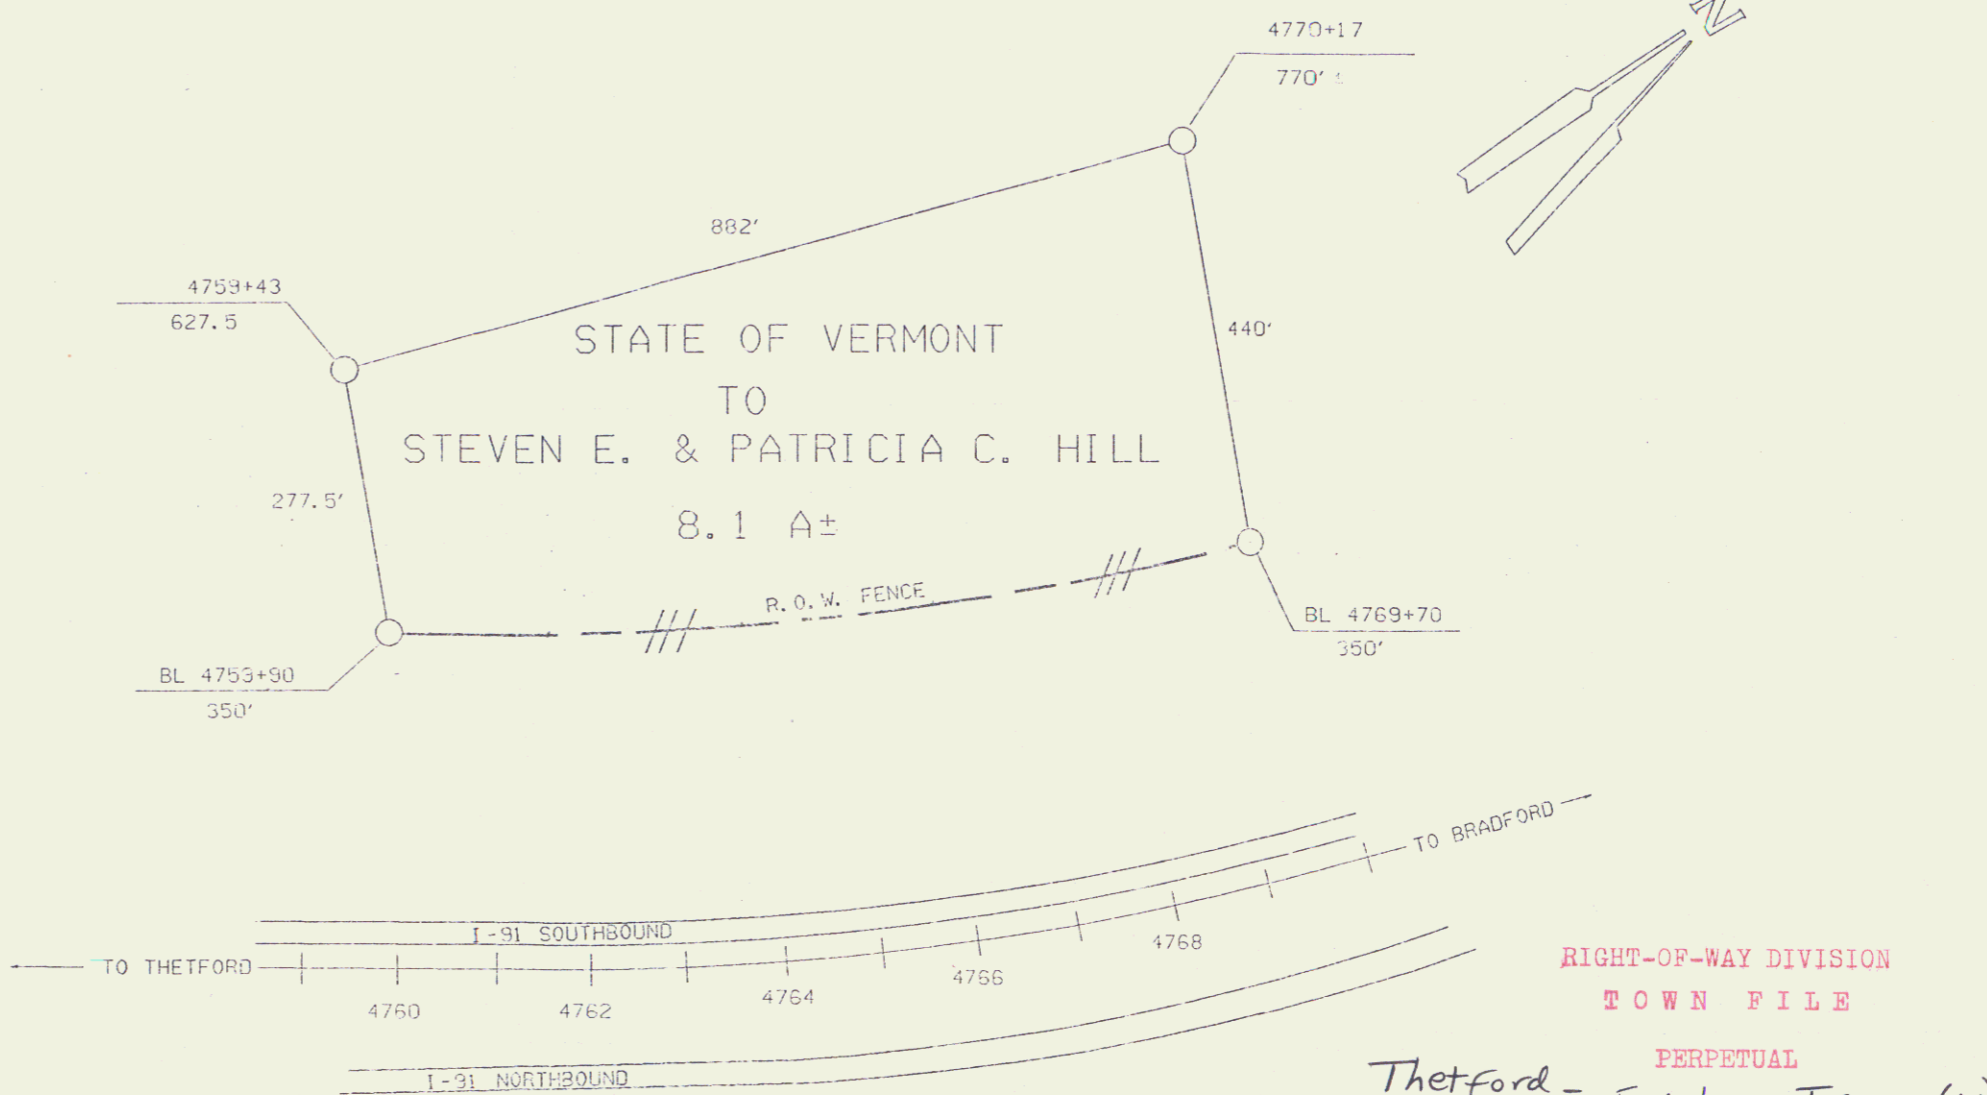 N
4770+17
770' ±
882'
4759+43
627.5
STATE OF VERMONT
TO
STEVEN E. & PATRICIA C. HILL
8.1 A±
440'
277.5'
R.O.W. FENCE
BL 4769+70
350'
BL 4759+90
350'
TO BRADFORD
I-91 SOUTHBOUND
TO THETFORD
4760
4762
4764
4766
4768
I-91 NORTHBOUND
RIGHT-OF-WAY DIVISION
TOWN FILE
PERPETUAL
Thetford -